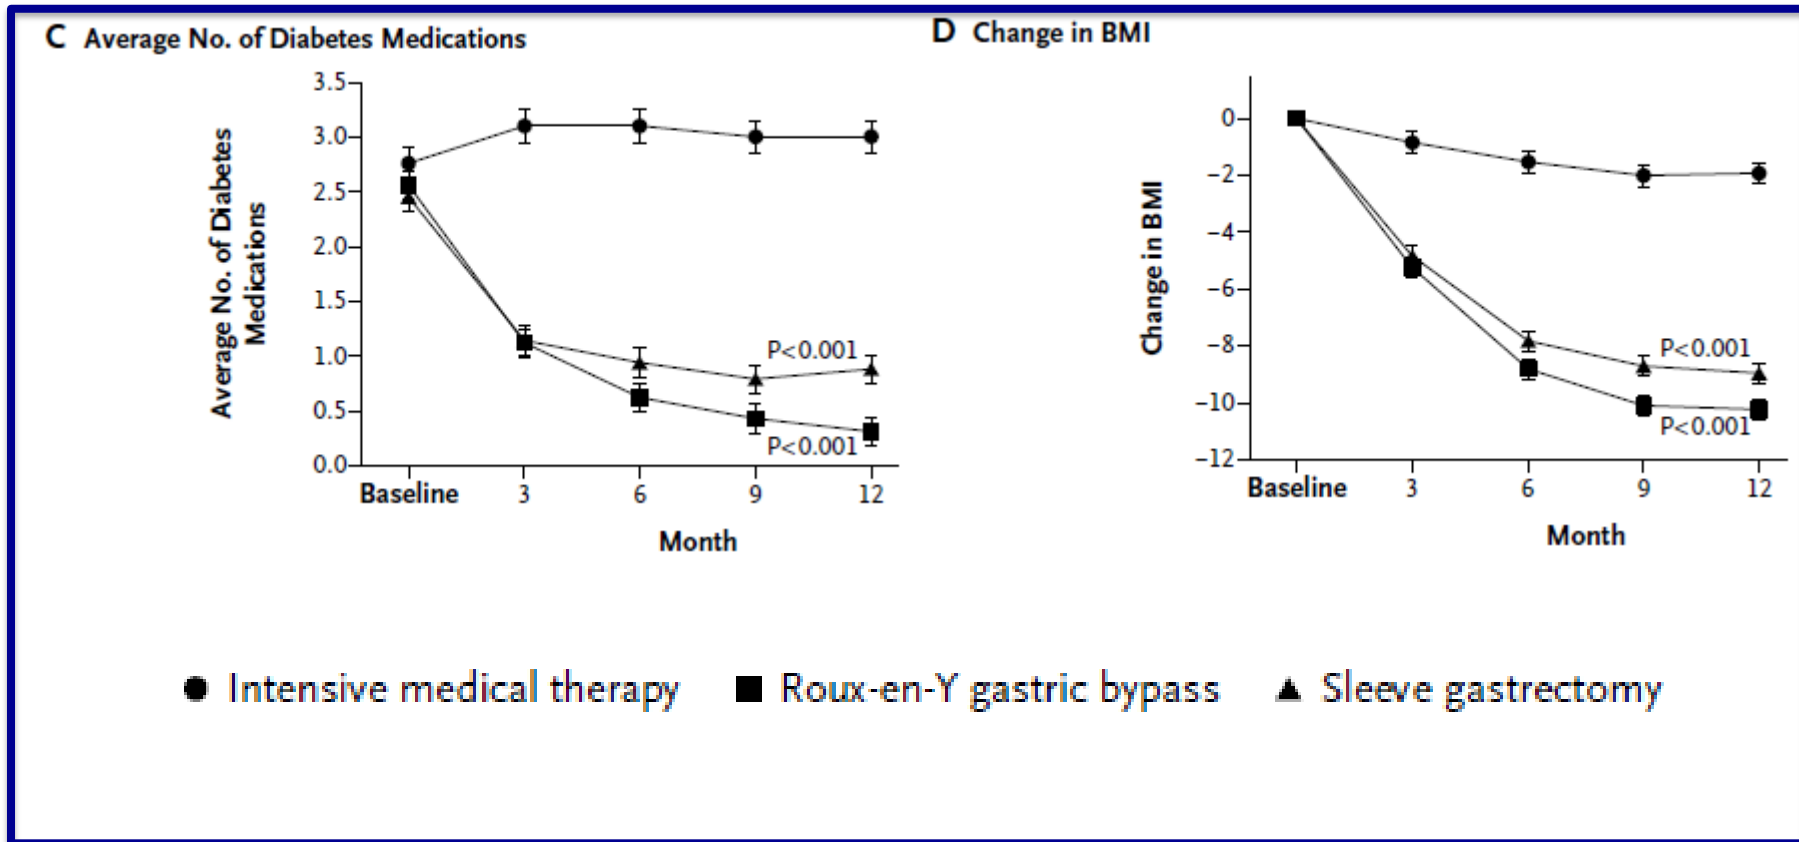 C Average No. of Diabetes Medications
Average No. of Diabetes
Medications
3.5
3.0
2.5
2.0
1.5
1.0
0.5
0.0
P<0.001
P<0.001
Baseline 3 6 9 12
Month
D Change in BMI
Change in BMI
0
−2
−4
−6
−8
−10
−12
P<0.001
P<0.001
Baseline 3 6 9 12
Month
Intensive medical therapy Roux-en-Y gastric bypass Sleeve gastrectomy